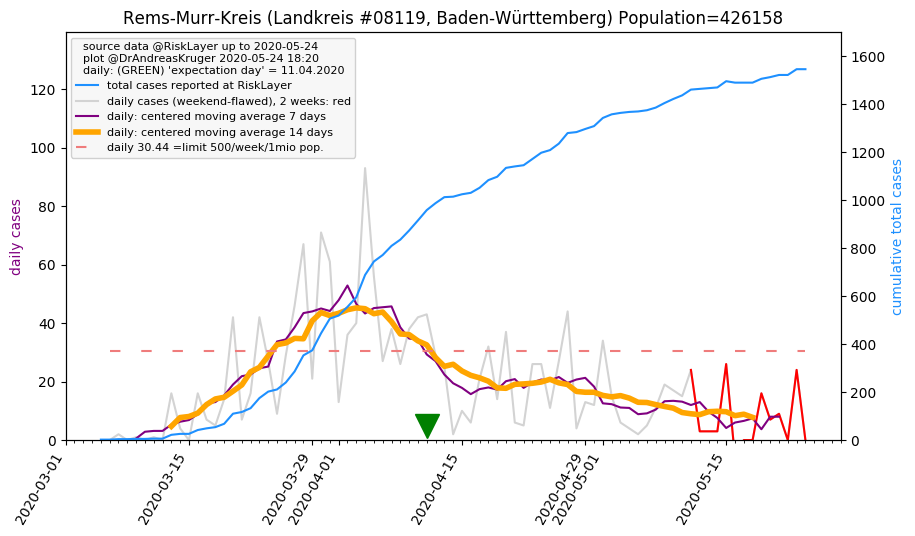 Rems-Murr-Kreis (Landkreis #08119, Baden-Württemberg) Population=426158
source data @RiskLayer up to 2020-05-24
plot @DrAndreasKruger 2020-05-24 18:20
daily: (GREEN) 'expectation day' = 11.04.2020
total cases reported at RiskLayer
daily cases (weekend-flawed), 2 weeks: red
daily: centered moving average 7 days
daily: centered moving average 14 days
daily 30.44 =limit 500/week/1mio pop.
daily cases
120
100
80
60
40
20
0
cumulative total cases
1600
1400
1200
1000
800
600
400
200
0
2020-03-01
2020-03-15
2020-03-29
2020-04-01
2020-04-15
2020-04-29
2020-05-01
2020-05-15